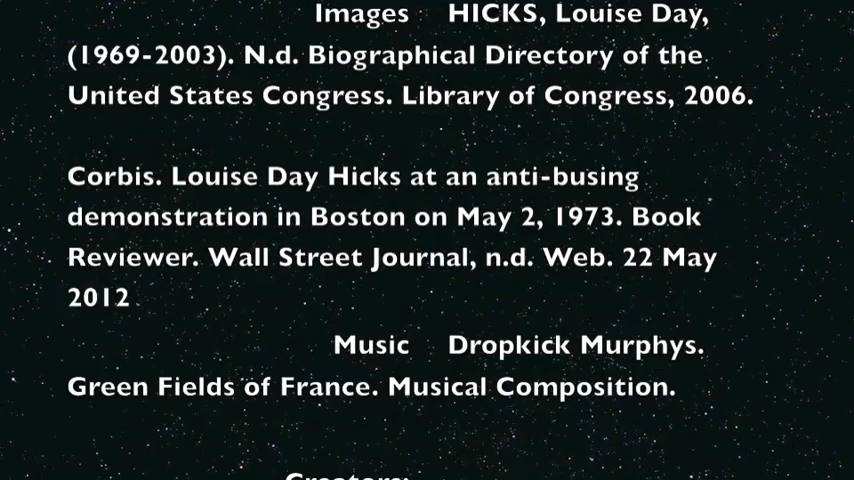 Images HICKS, Louise Day,
(1969-2003). N.d. Biographical Directory of the
United States Congress. Library of Congress, 2006.
Corbis. Louise Day Hicks at an anti-busing
demonstration in Boston on May 2, 1973. Book
Reviewer. Wall Street Journal, n.d. Web. 22 May
2012
Music Dropkick Murphys.
Green Fields of France. Musical Composition.
Creators: